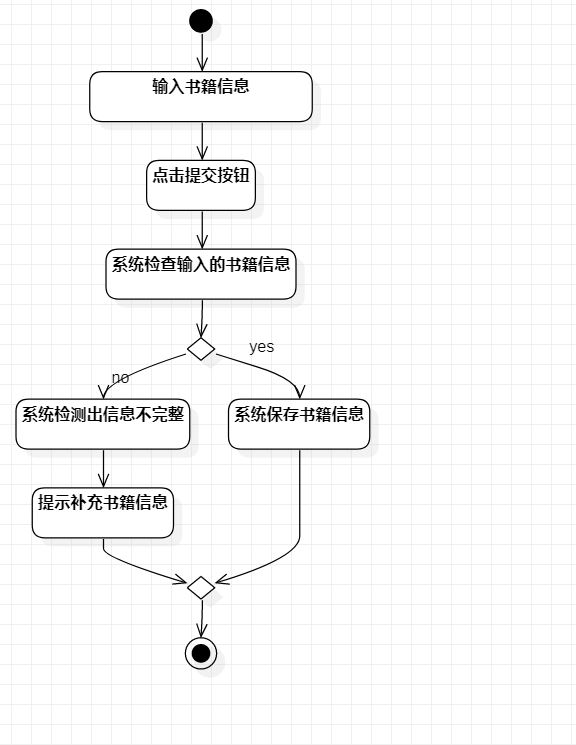 输入书籍信息
点击提交按钮
系统检查输入的书籍信息
yes
no
系统检测出信息不完整
系统保存书籍信息
提示补充书籍信息